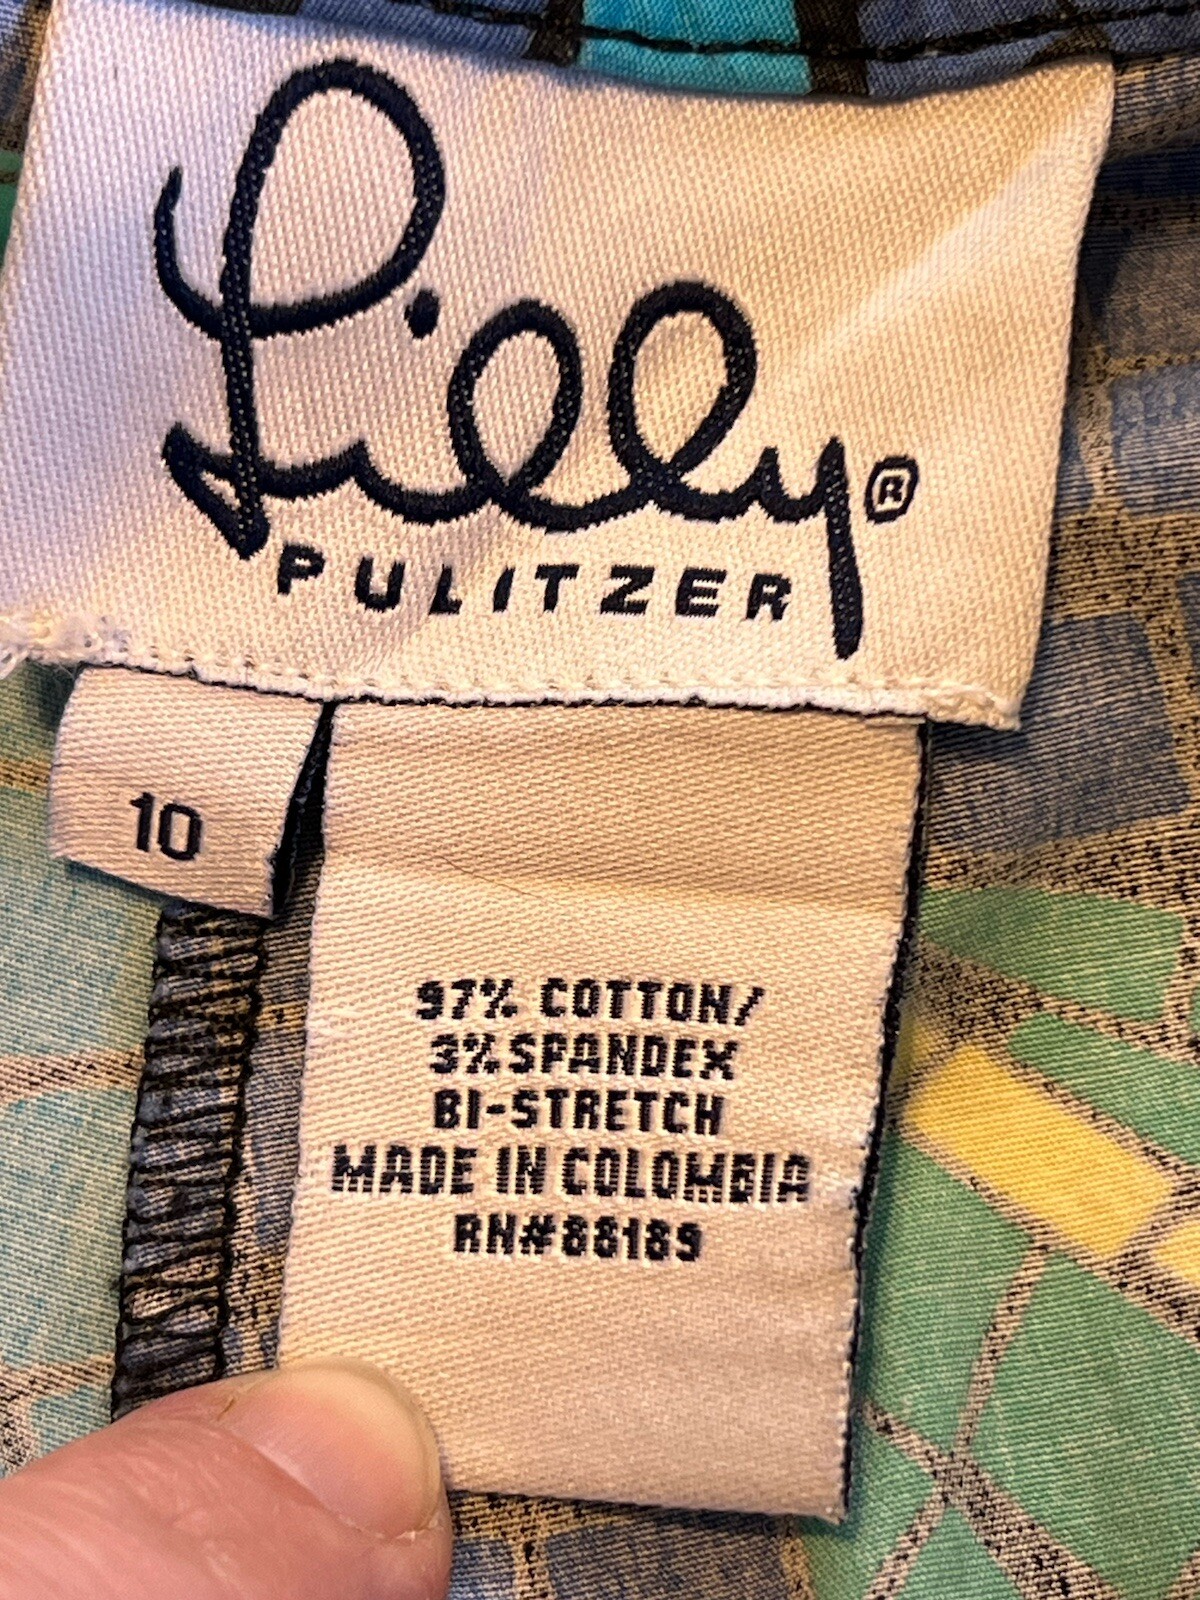 Lilly®
PULITZER
10
97% COTTON/
3% SPANDEX
BI-STRETCH
MADE IN COLOMBIA
RN#88189